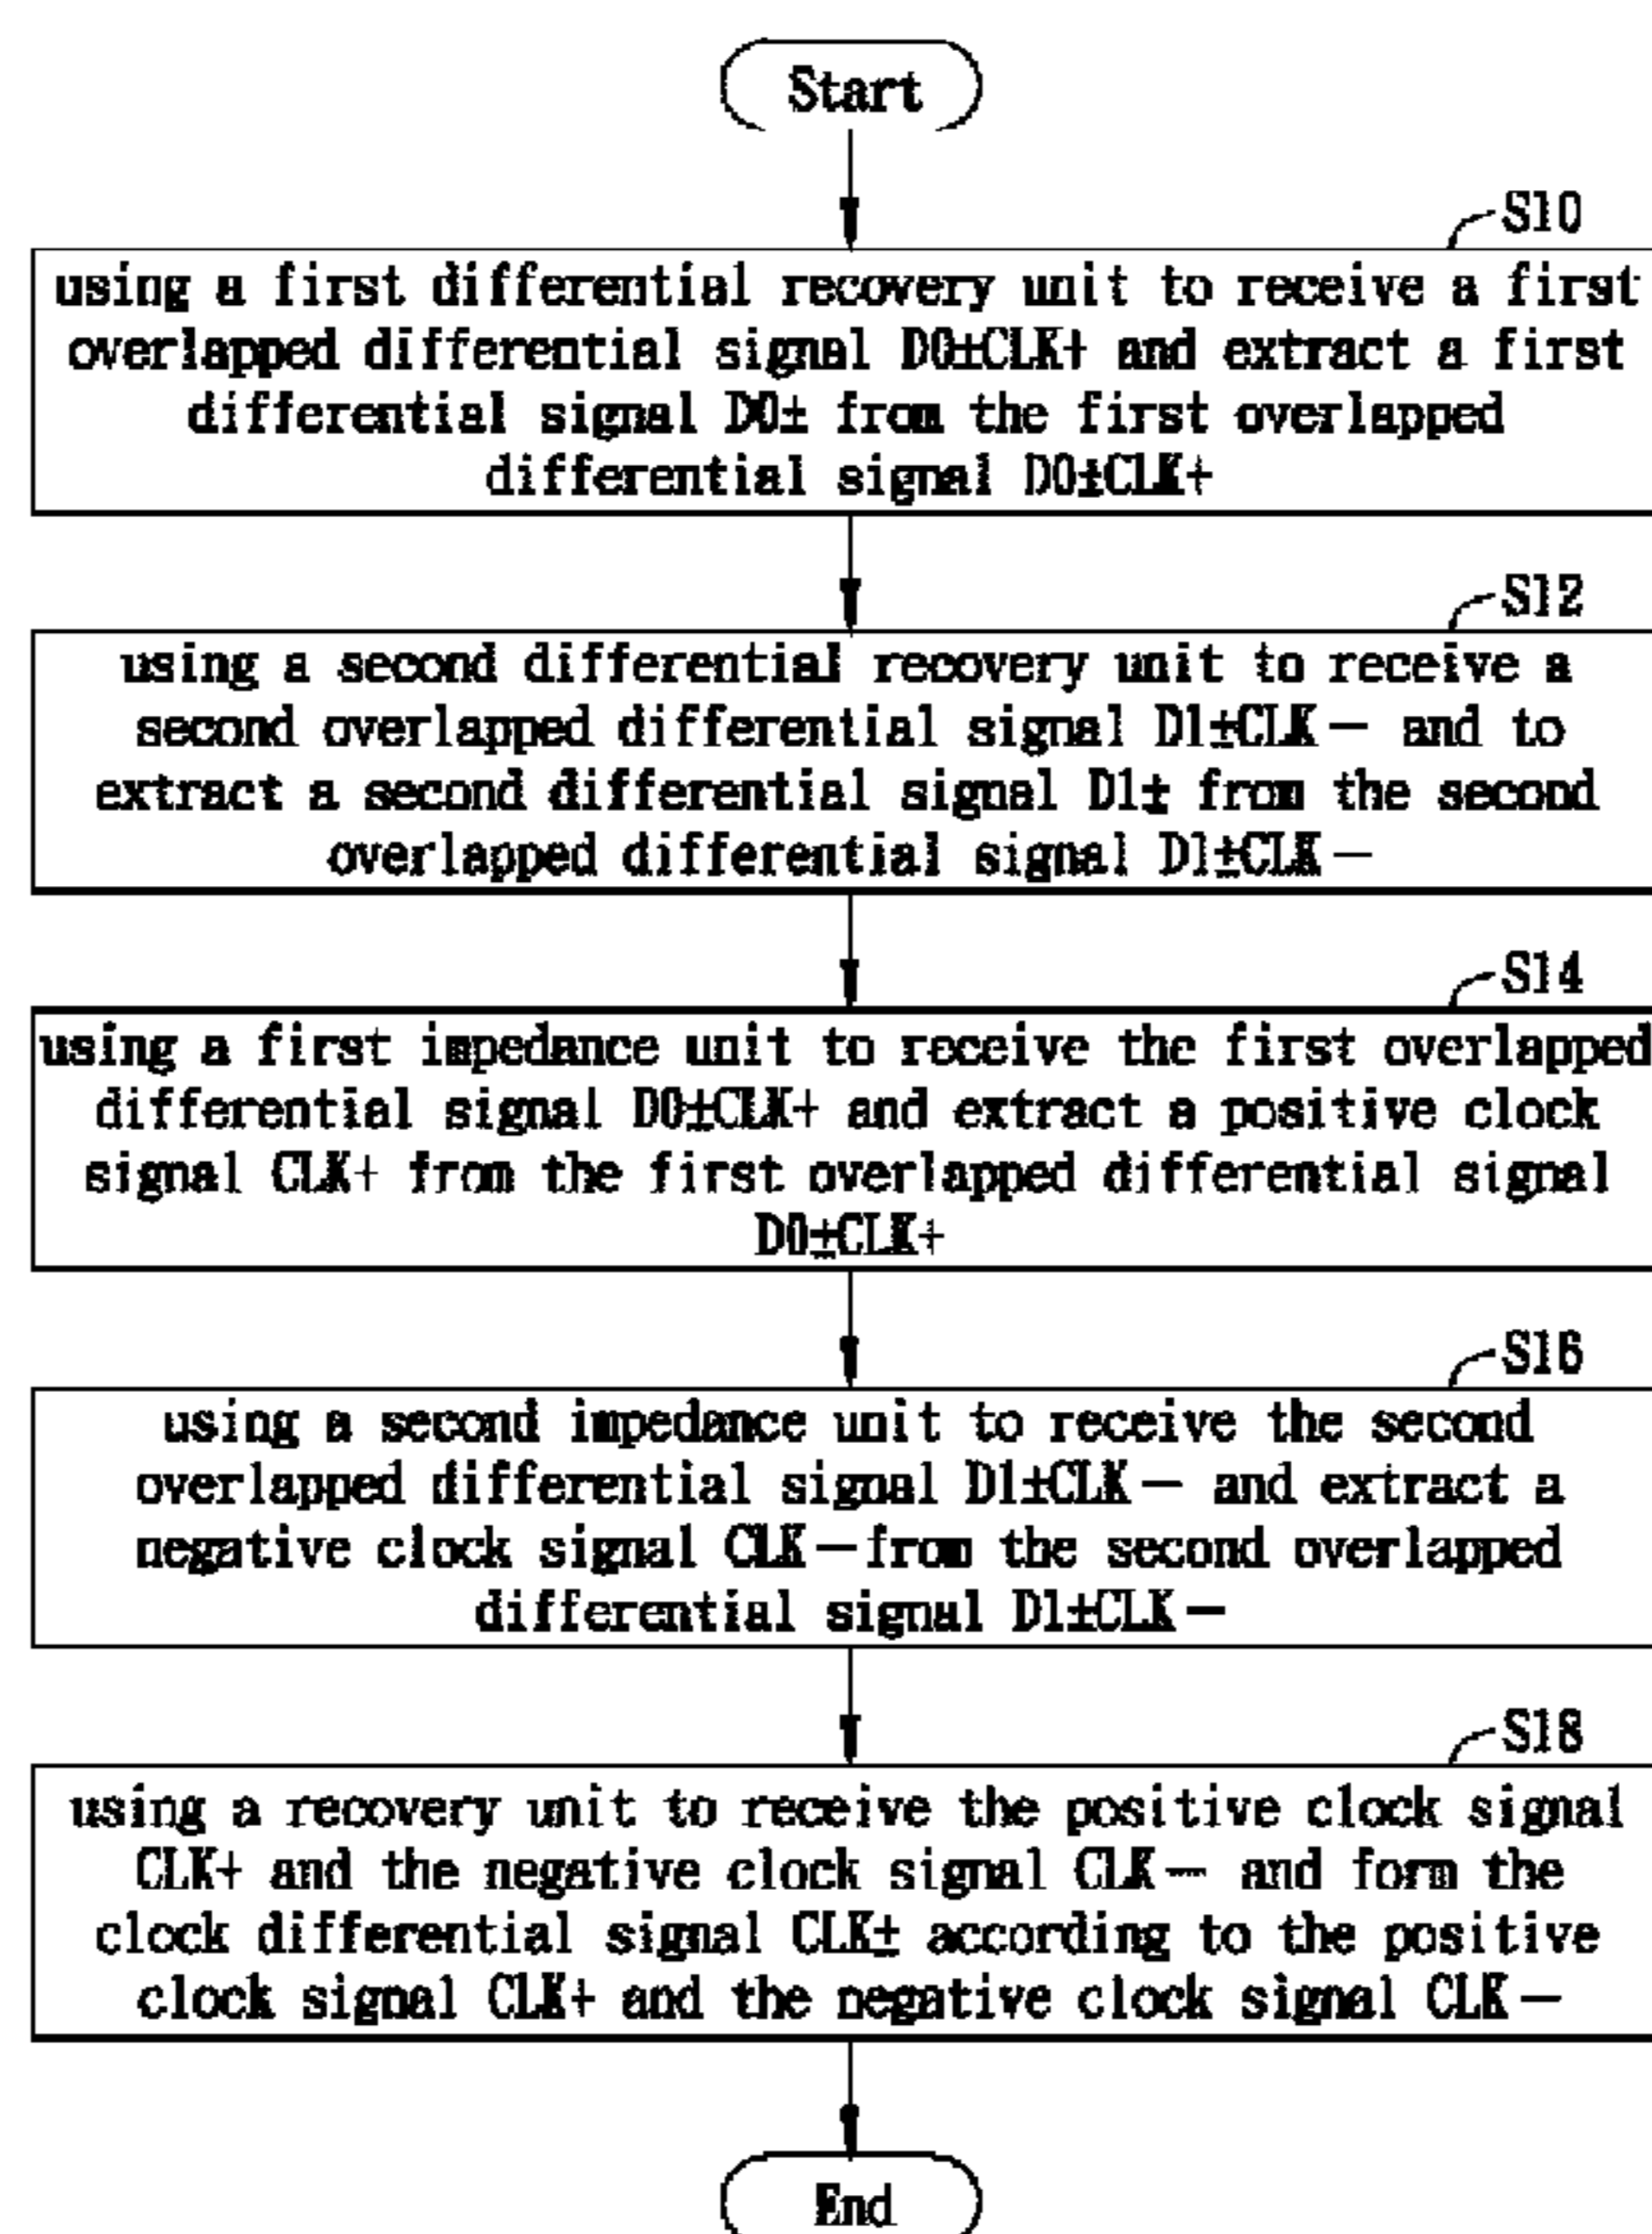 Start
S10
using a first differential recovery unit to receive a first
overlapped differential signal D0±CLK+ and extract a first
differential signal D0± from the first overlapped
differential signal D0±CLK+
S12
using a second differential recovery unit to receive a
second overlapped differential signal D1±CLK− and to
extract a second differential signal D1± from the second
overlapped differential signal D1±CLK−
S14
using a first impedance unit to receive the first overlapped
differential signal D0±CLK+ and extract a positive clock
signal CLK+ from the first overlapped differential signal
D0±CLK+
S16
using a second impedance unit to receive the second
overlapped differential signal D1±CLK− and extract a
negative clock signal CLK−from the second overlapped
differential signal D1±CLK−
S18
using a recovery unit to receive the positive clock signal
CLK+ and the negative clock signal CLK− and form the
clock differential signal CLK± according to the positive
clock signal CLK+ and the negative clock signal CLK−
End